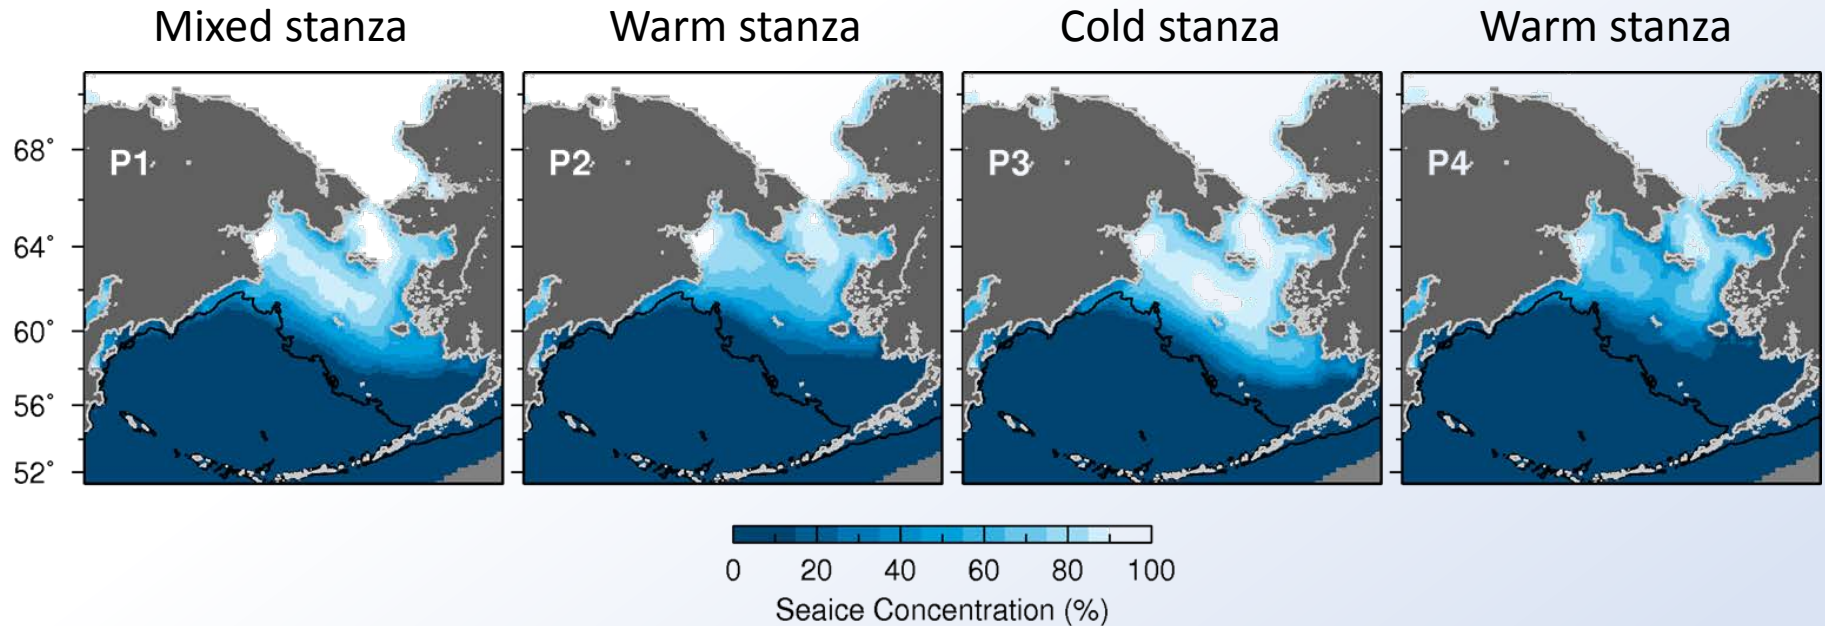 Mixed stanza
Warm stanza
Cold stanza
Warm stanza
68°
64°
60°
56°
52°
P1
P2
P3
P4
0 20 40 60 80 100
Seaice Concentration (%)